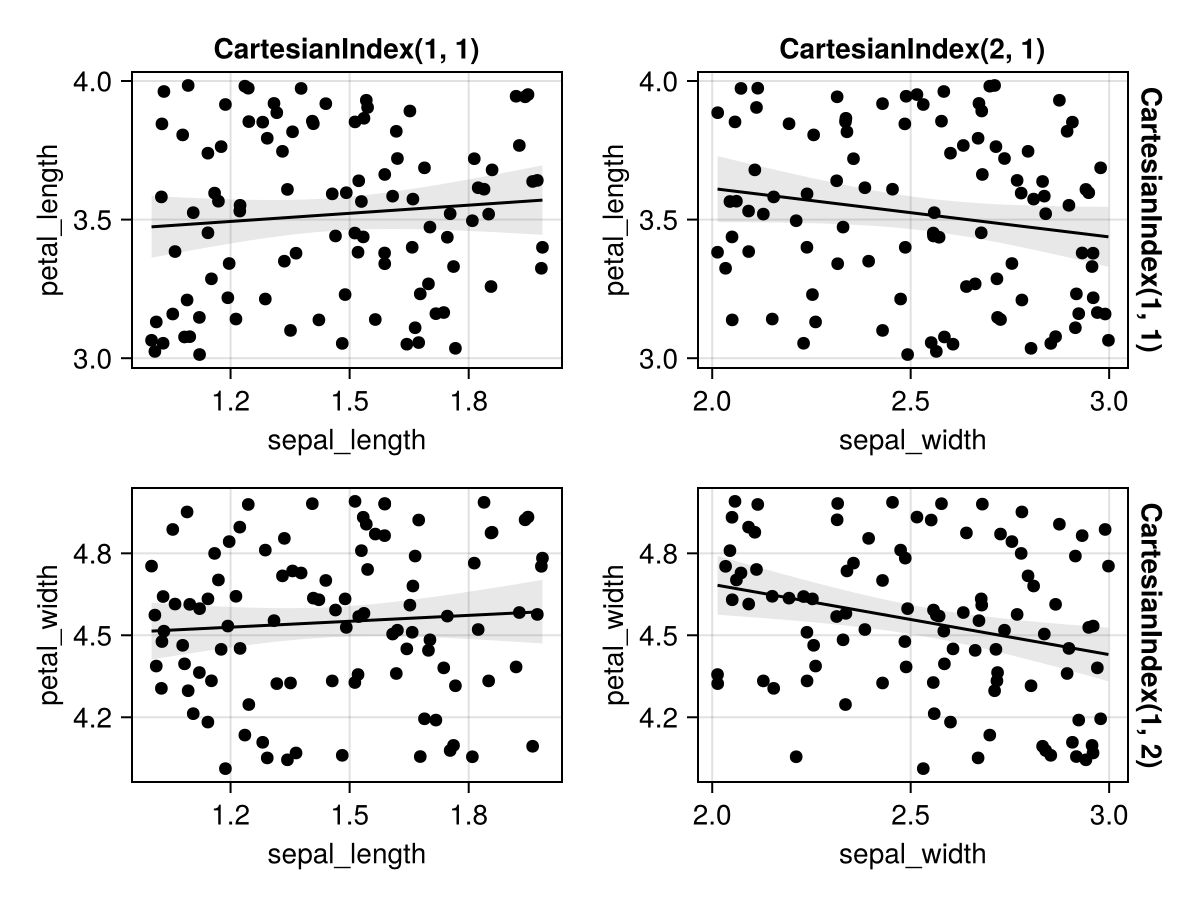 CartesianIndex(1, 1)
CartesianIndex(2, 1)
4.0
3.5
3.0
petal_length
1.2 1.5 1.8
sepal_length
4.0
3.5
3.0
petal_length
2.0 2.5 3.0
sepal_width
CartesianIndex(1, 1)
4.8
4.5
4.2
petal_width
1.2 1.5 1.8
sepal_length
4.8
4.5
4.2
petal_width
2.0 2.5 3.0
sepal_width
CartesianIndex(1, 2)